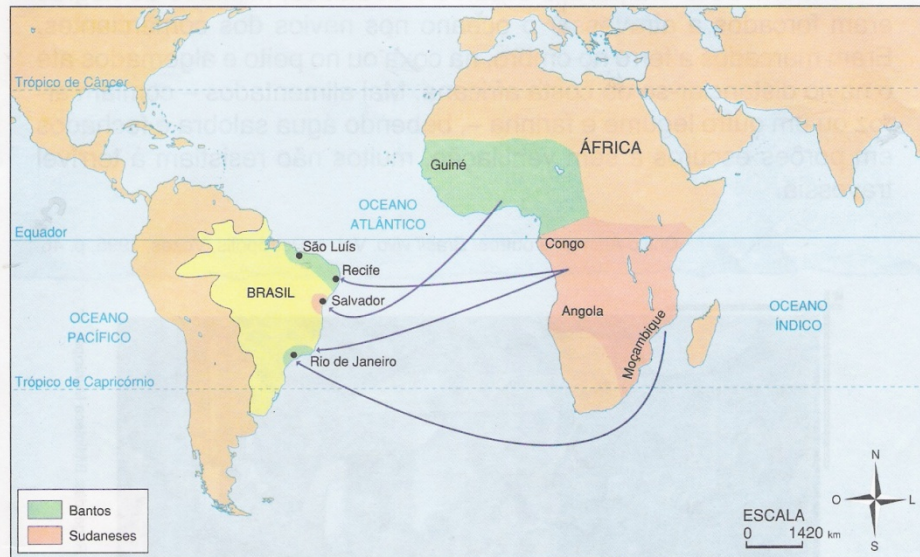 Trópico de Câncer
ÁFRICA
Guiné
OCEANO
ATLÂNTICO
Equador
São Luís
Congo
Recife
BRASIL
Salvador
OCEANO
PACÍFICO
Angola
OCEANO
ÍNDICO
Moçambique
Rio de Janeiro
Trópico de Capricórnio
Bantos
Sudaneses
ESCALA
0 1420 km
N
O L
S